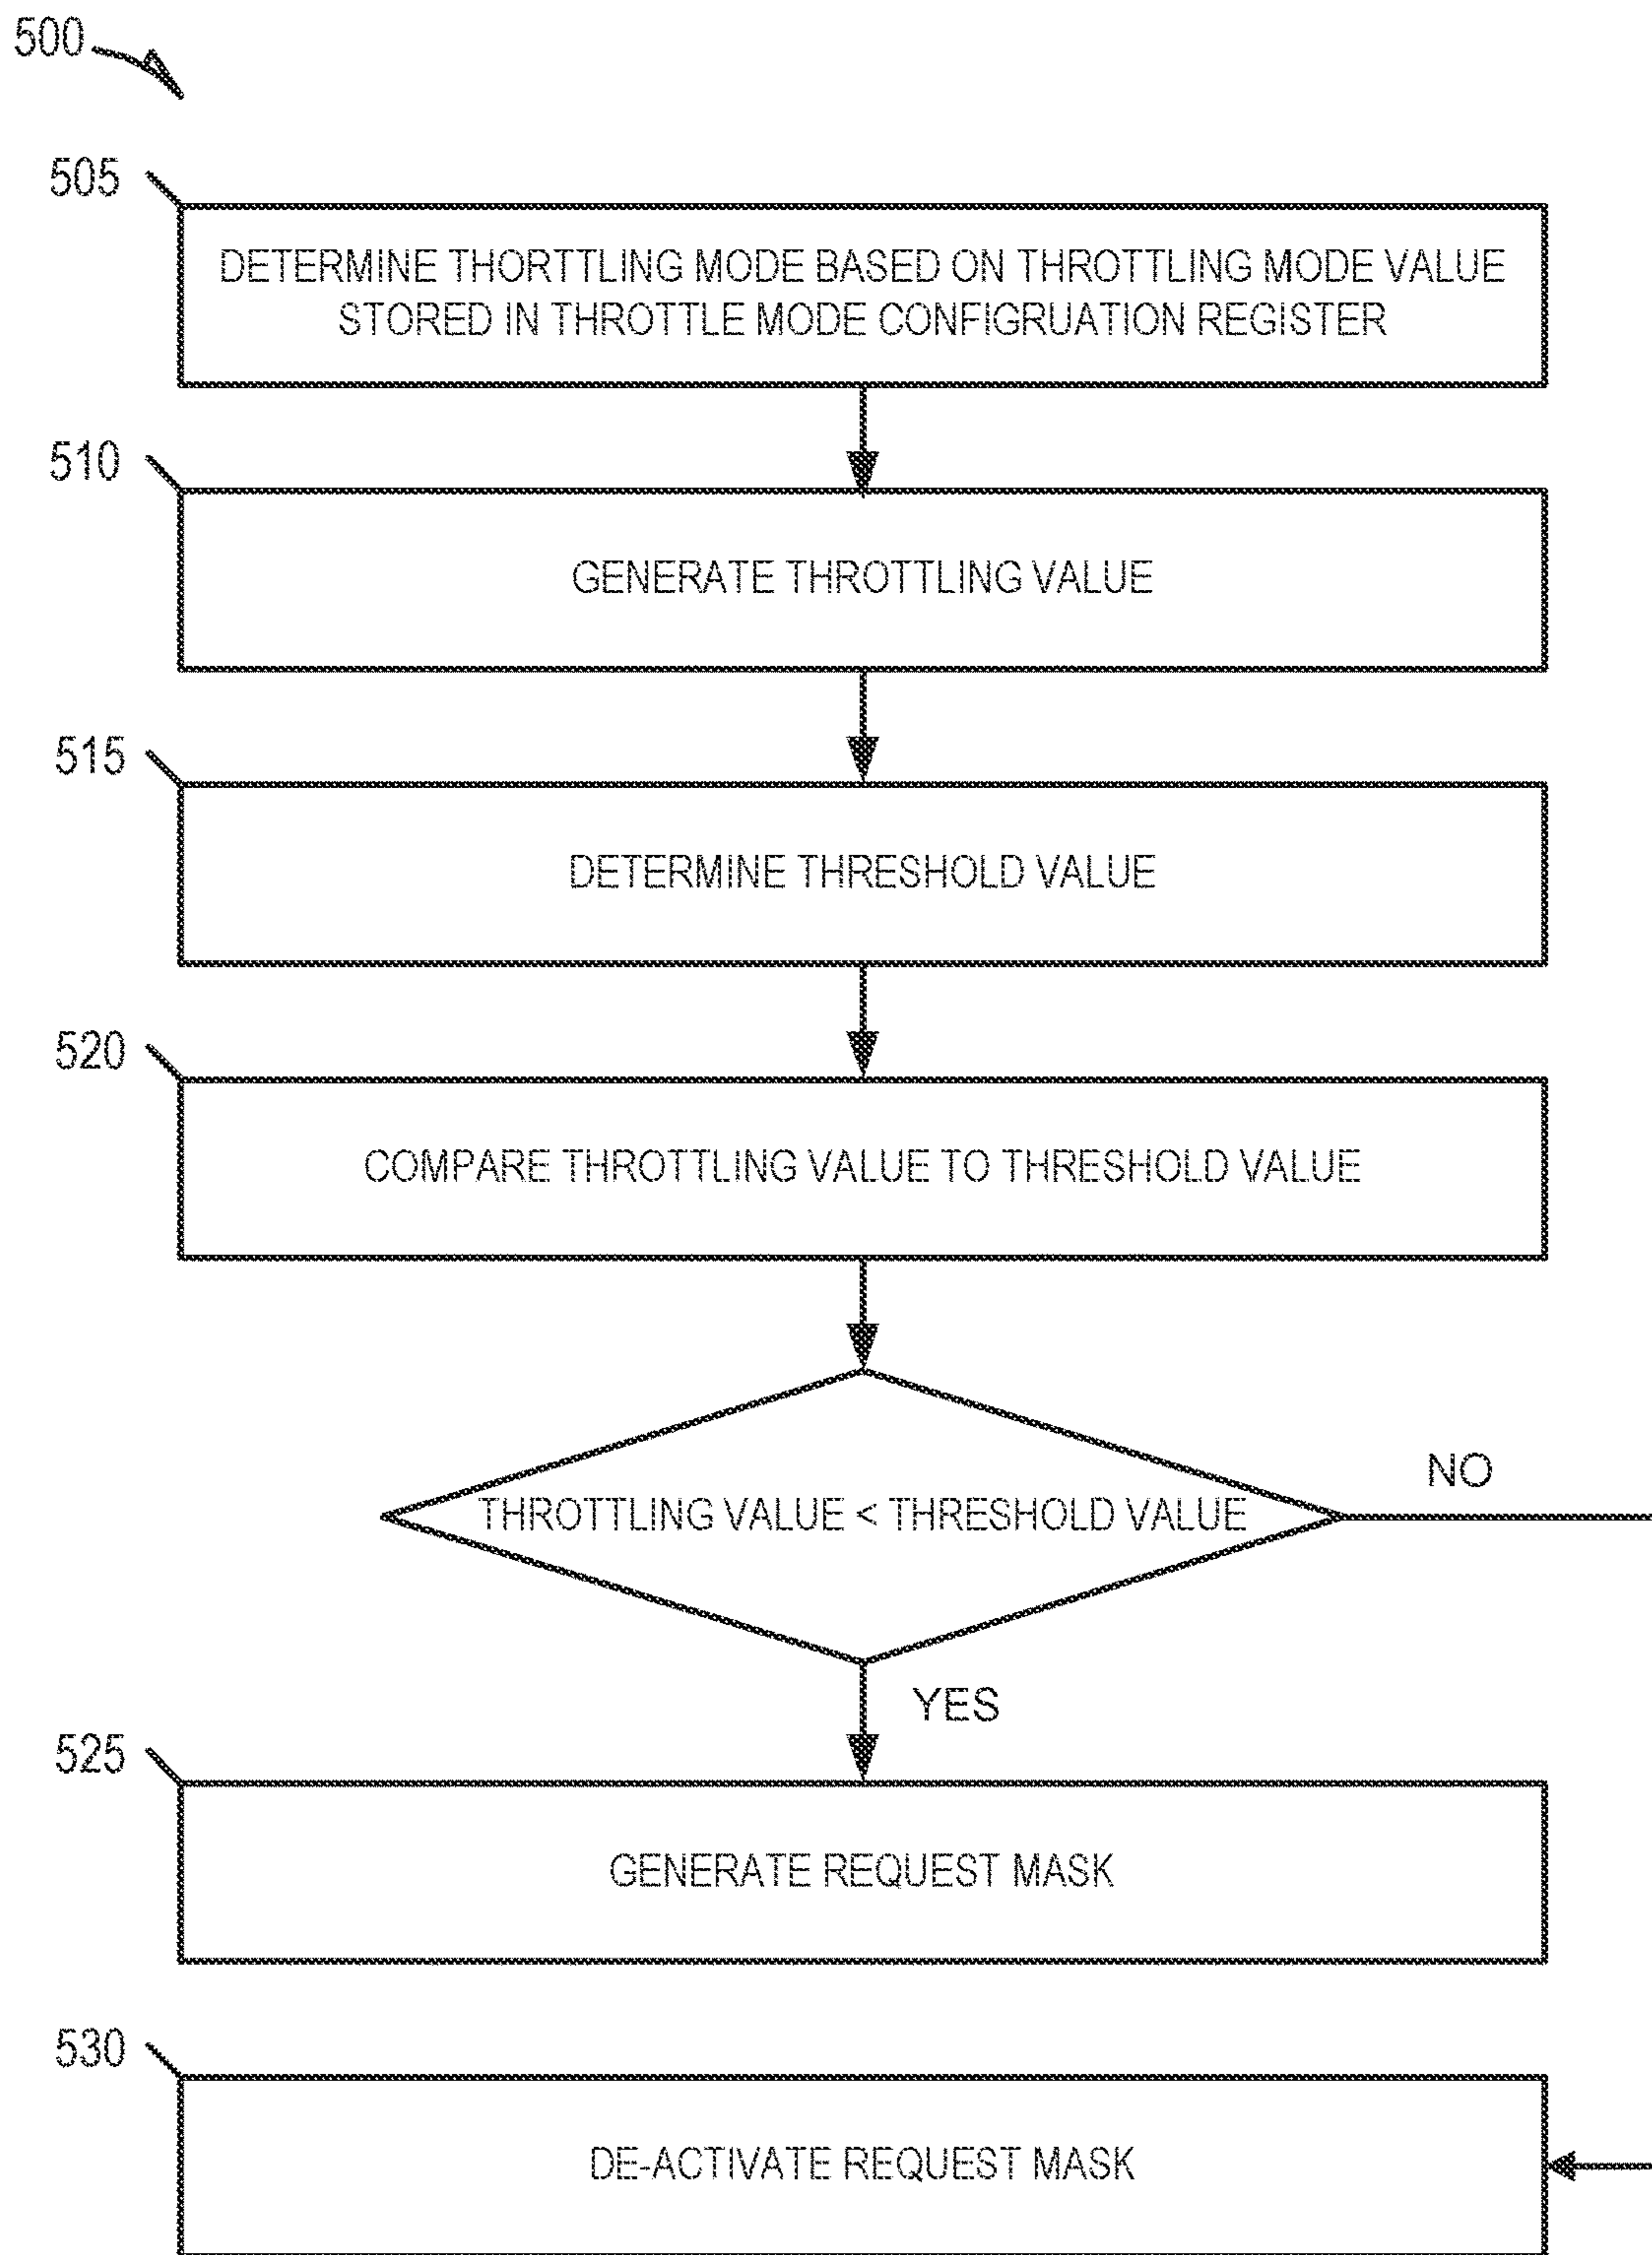 500
505
DETERMINE THORTTLING MODE BASED ON THROTTLING MODE VALUE
STORED IN THROTTLE MODE CONFIGRUATION REGISTER
510
GENERATE THROTTLING VALUE
515
DETERMINE THRESHOLD VALUE
520
COMPARE THROTTLING VALUE TO THRESHOLD VALUE
THROTTLING VALUE < THRESHOLD VALUE
NO
YES
525
GENERATE REQUEST MASK
530
DE-ACTIVATE REQUEST MASK